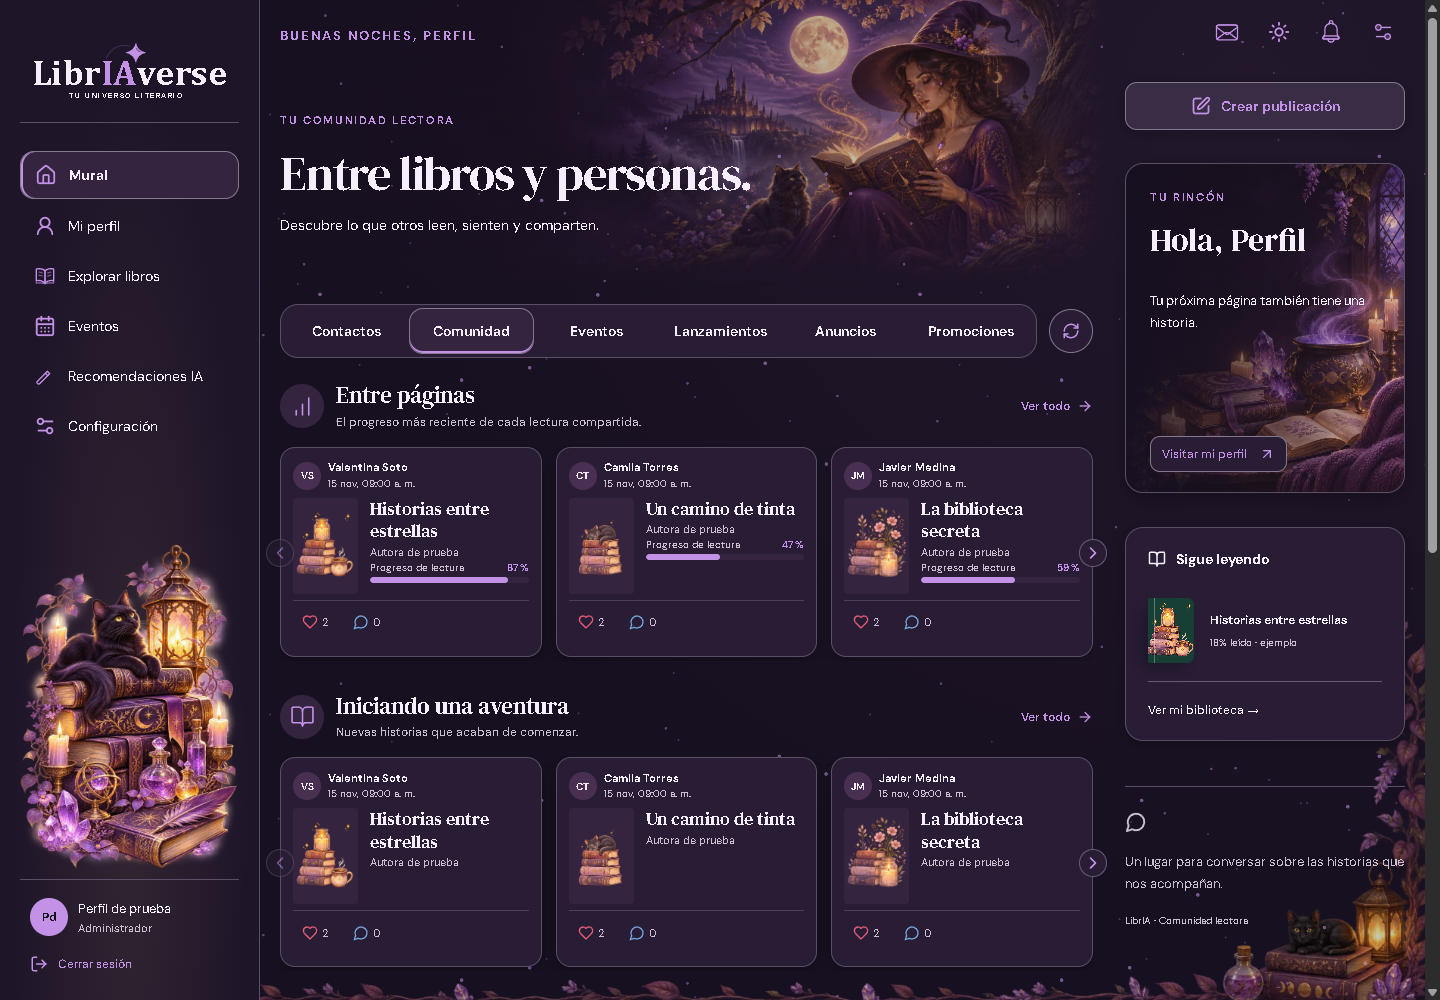 LibrIAverse
TU UNIVERSO LITERARIO
Mural
Mi perfil
Explorar libros
Eventos
Recomendaciones IA
Configuración
Perfil de prueba
Pd
Administrador
Cerrar sesión
BUENAS NOCHES, PERFIL
TU COMUNIDAD LECTORA
Entre libros y personas.
Descubre lo que otros leen, sienten y comparten.
Contactos
Comunidad
Eventos
Lanzamientos
Anuncios
Promociones
Entre páginas
El progreso más reciente de cada lectura compartida.
Ver todo
VS
Valentina Soto
15 nov, 09:00 a. m.
Historias entre
estrellas
Autora de prueba
Progreso de lectura 87 %
2 0
CT
Camila Torres
15 nov, 09:00 a. m.
Un camino de tinta
Autora de prueba
Progreso de lectura 47 %
2 0
JM
Javier Medina
15 nov, 09:00 a. m.
La biblioteca
secreta
Autora de prueba
Progreso de lectura 59 %
2 0
Iniciando una aventura
Nuevas historias que acaban de comenzar.
Ver todo
VS
Valentina Soto
15 nov, 09:00 a. m.
Historias entre
estrellas
Autora de prueba
2 0
CT
Camila Torres
15 nov, 09:00 a. m.
Un camino de tinta
Autora de prueba
2 0
JM
Javier Medina
15 nov, 09:00 a. m.
La biblioteca
secreta
Autora de prueba
2 0
Crear publicación
TU RINCÓN
Hola, Perfil
Tu próxima página también tiene una
historia.
Visitar mi perfil
Sigue leyendo
Historias entre estrellas
18% leído · ejemplo
Ver mi biblioteca →
Un lugar para conversar sobre las historias que
nos acompañan.
LibrIA · Comunidad lectora